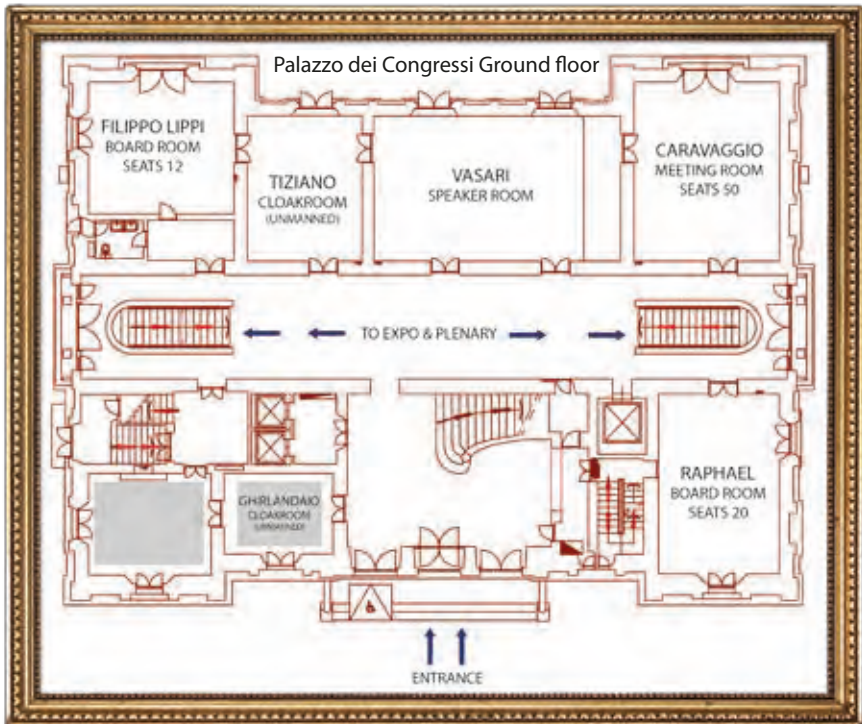 Palazzo dei Congressi Ground floor
FILIPPO LIPPI
BOARD ROOM
SEATS 12
TIZIANO
CLOAKROOM
(UNMANNED)
VASARI
SPEAKER ROOM
CARAVAGGIO
MEETING ROOM
SEATS 50
TO EXPO & PLENARY
GHIRLANDAIO
CLOAKROOM
(UNMANNED)
RAPHAEL
BOARD ROOM
SEATS 20
ENTRANCE